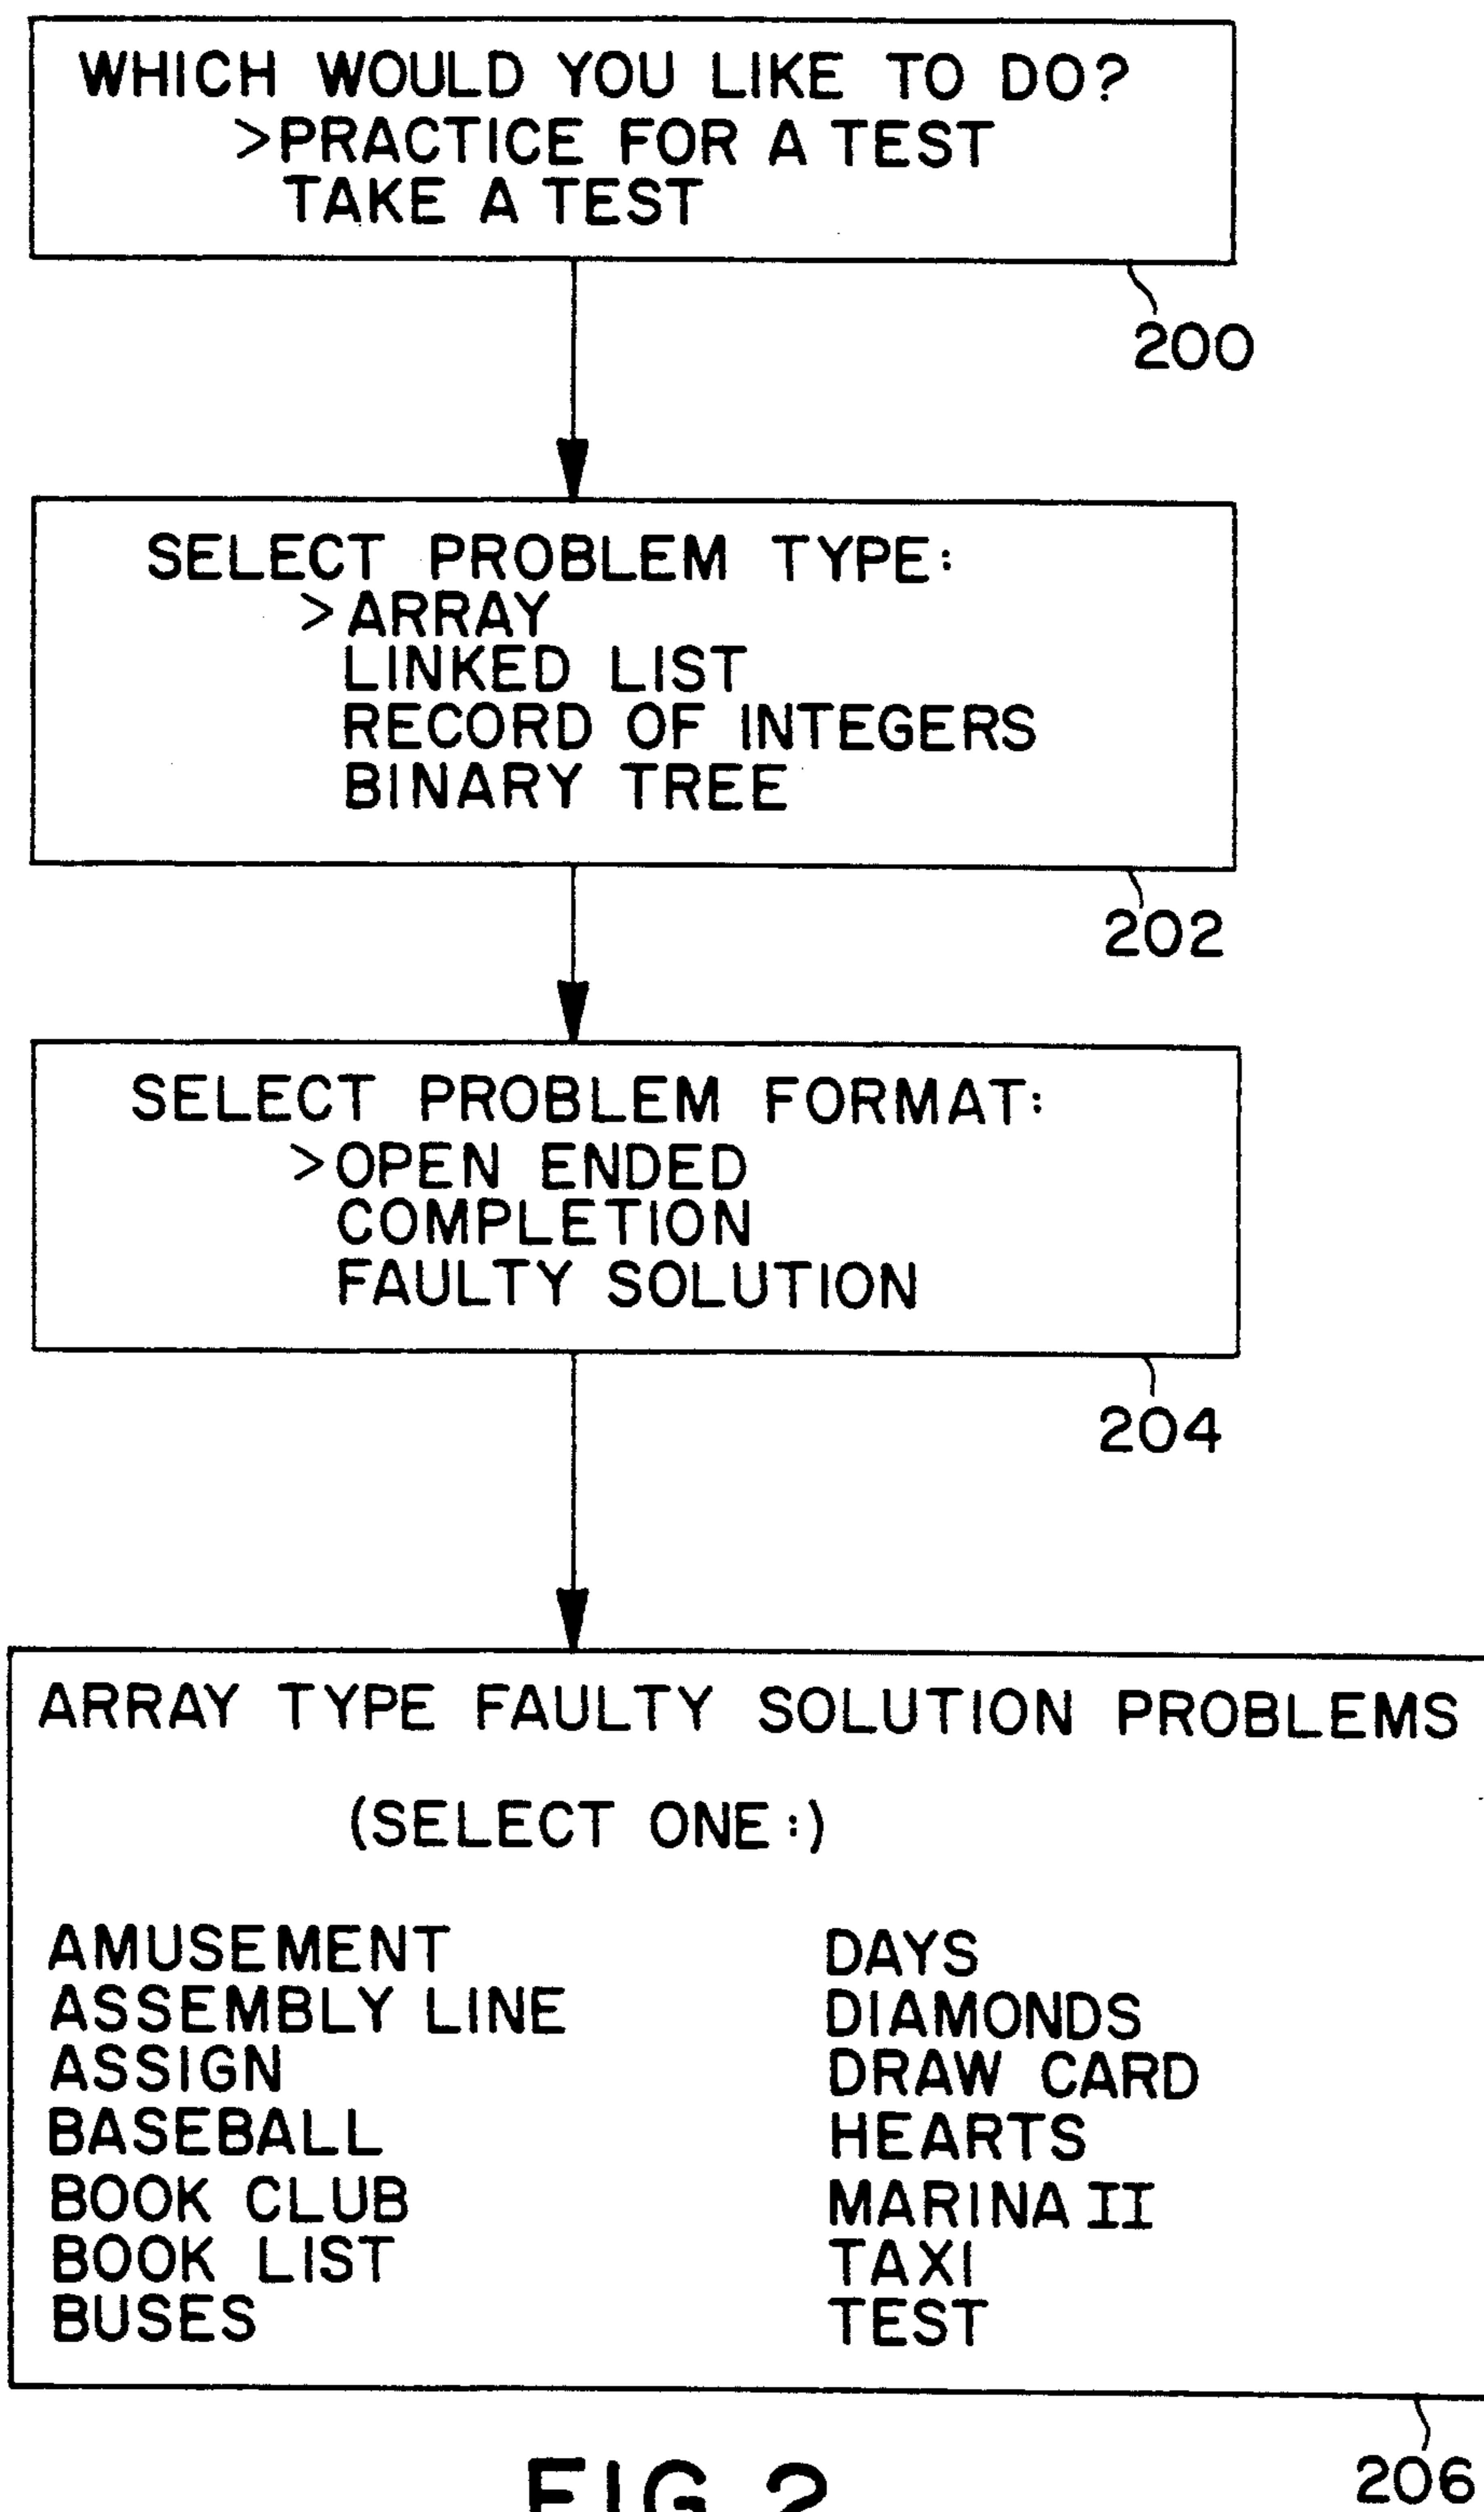 WHICH WOULD YOU LIKE TO DO?
>PRACTICE FOR A TEST
TAKE A TEST
200
SELECT PROBLEM TYPE:
>ARRAY
LINKED LIST
RECORD OF INTEGERS
BINARY TREE
202
SELECT PROBLEM FORMAT:
>OPEN ENDED
COMPLETION
FAULTY SOLUTION
204
ARRAY TYPE FAULTY SOLUTION PROBLEMS
(SELECT ONE:)
AMUSEMENT
ASSEMBLY LINE
ASSIGN
BASEBALL
BOOK CLUB
BOOK LIST
BUSES
DAYS
DIAMONDS
DRAW CARD
HEARTS
MARINA II
TAXI
TEST
206
FIG. 2